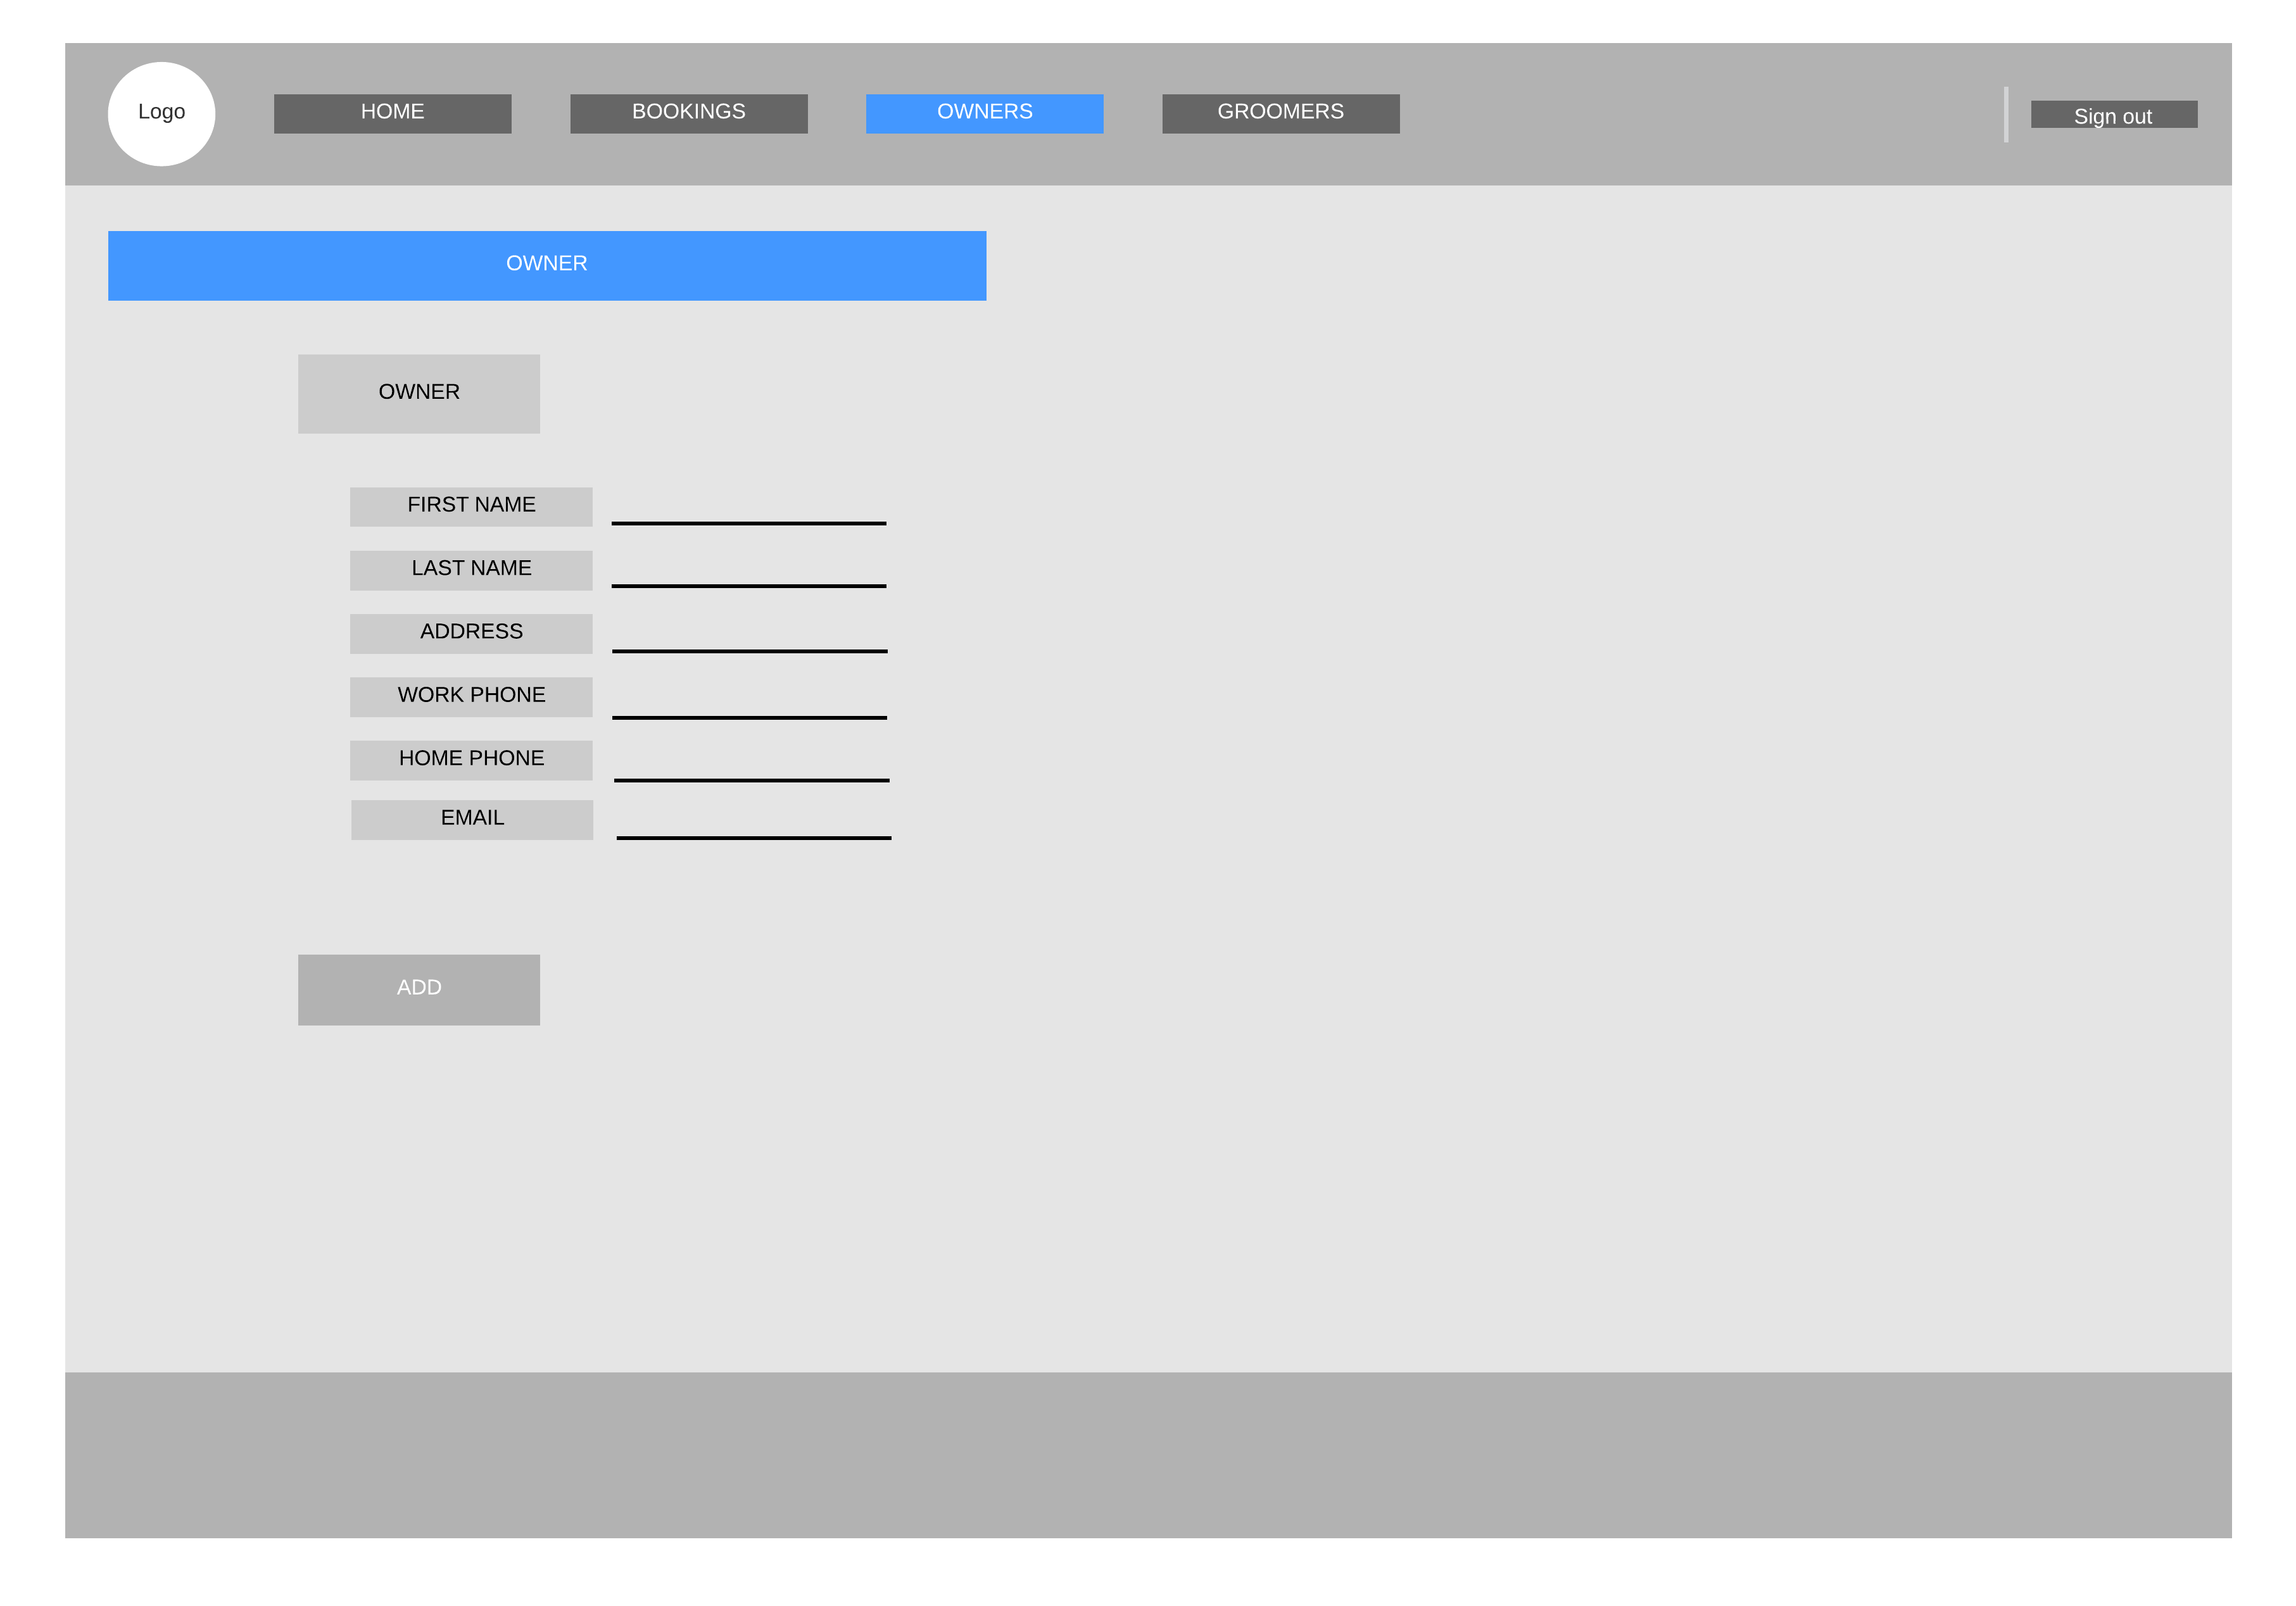 Logo
HOME
BOOKINGS
OWNERS
GROOMERS
Sign out
OWNER
OWNER
FIRST NAME
LAST NAME
ADDRESS
WORK PHONE
HOME PHONE
EMAIL
ADD